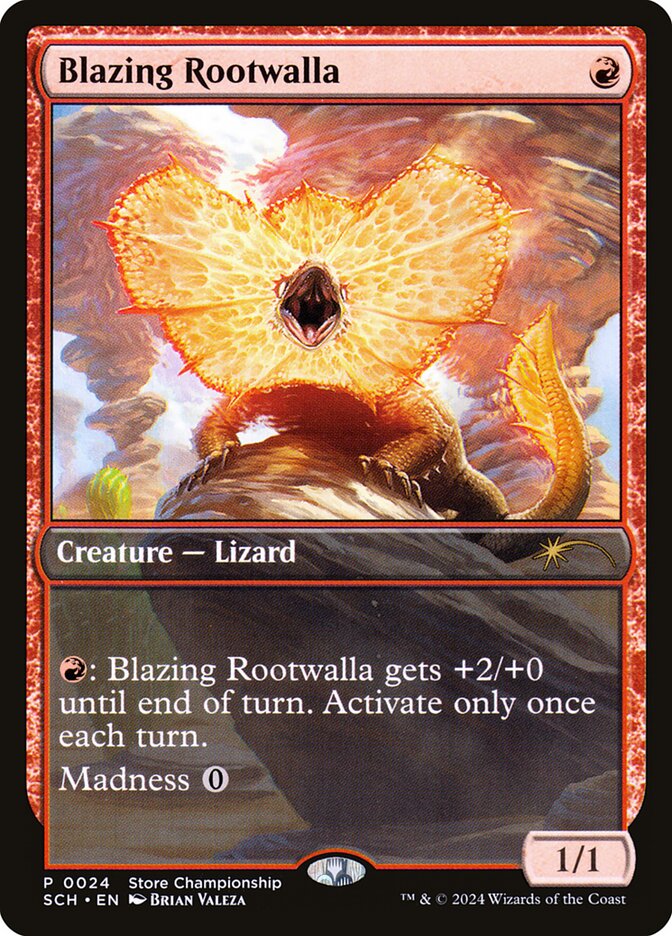 Blazing Rootwalla
Creature — Lizard
: Blazing Rootwalla gets +2/+0
until end of turn. Activate only once
each turn.
Madness 0
1/1
P 0024 Store Championship
SCH • EN Brian Valeza
™ & © 2024 Wizards of the Coast